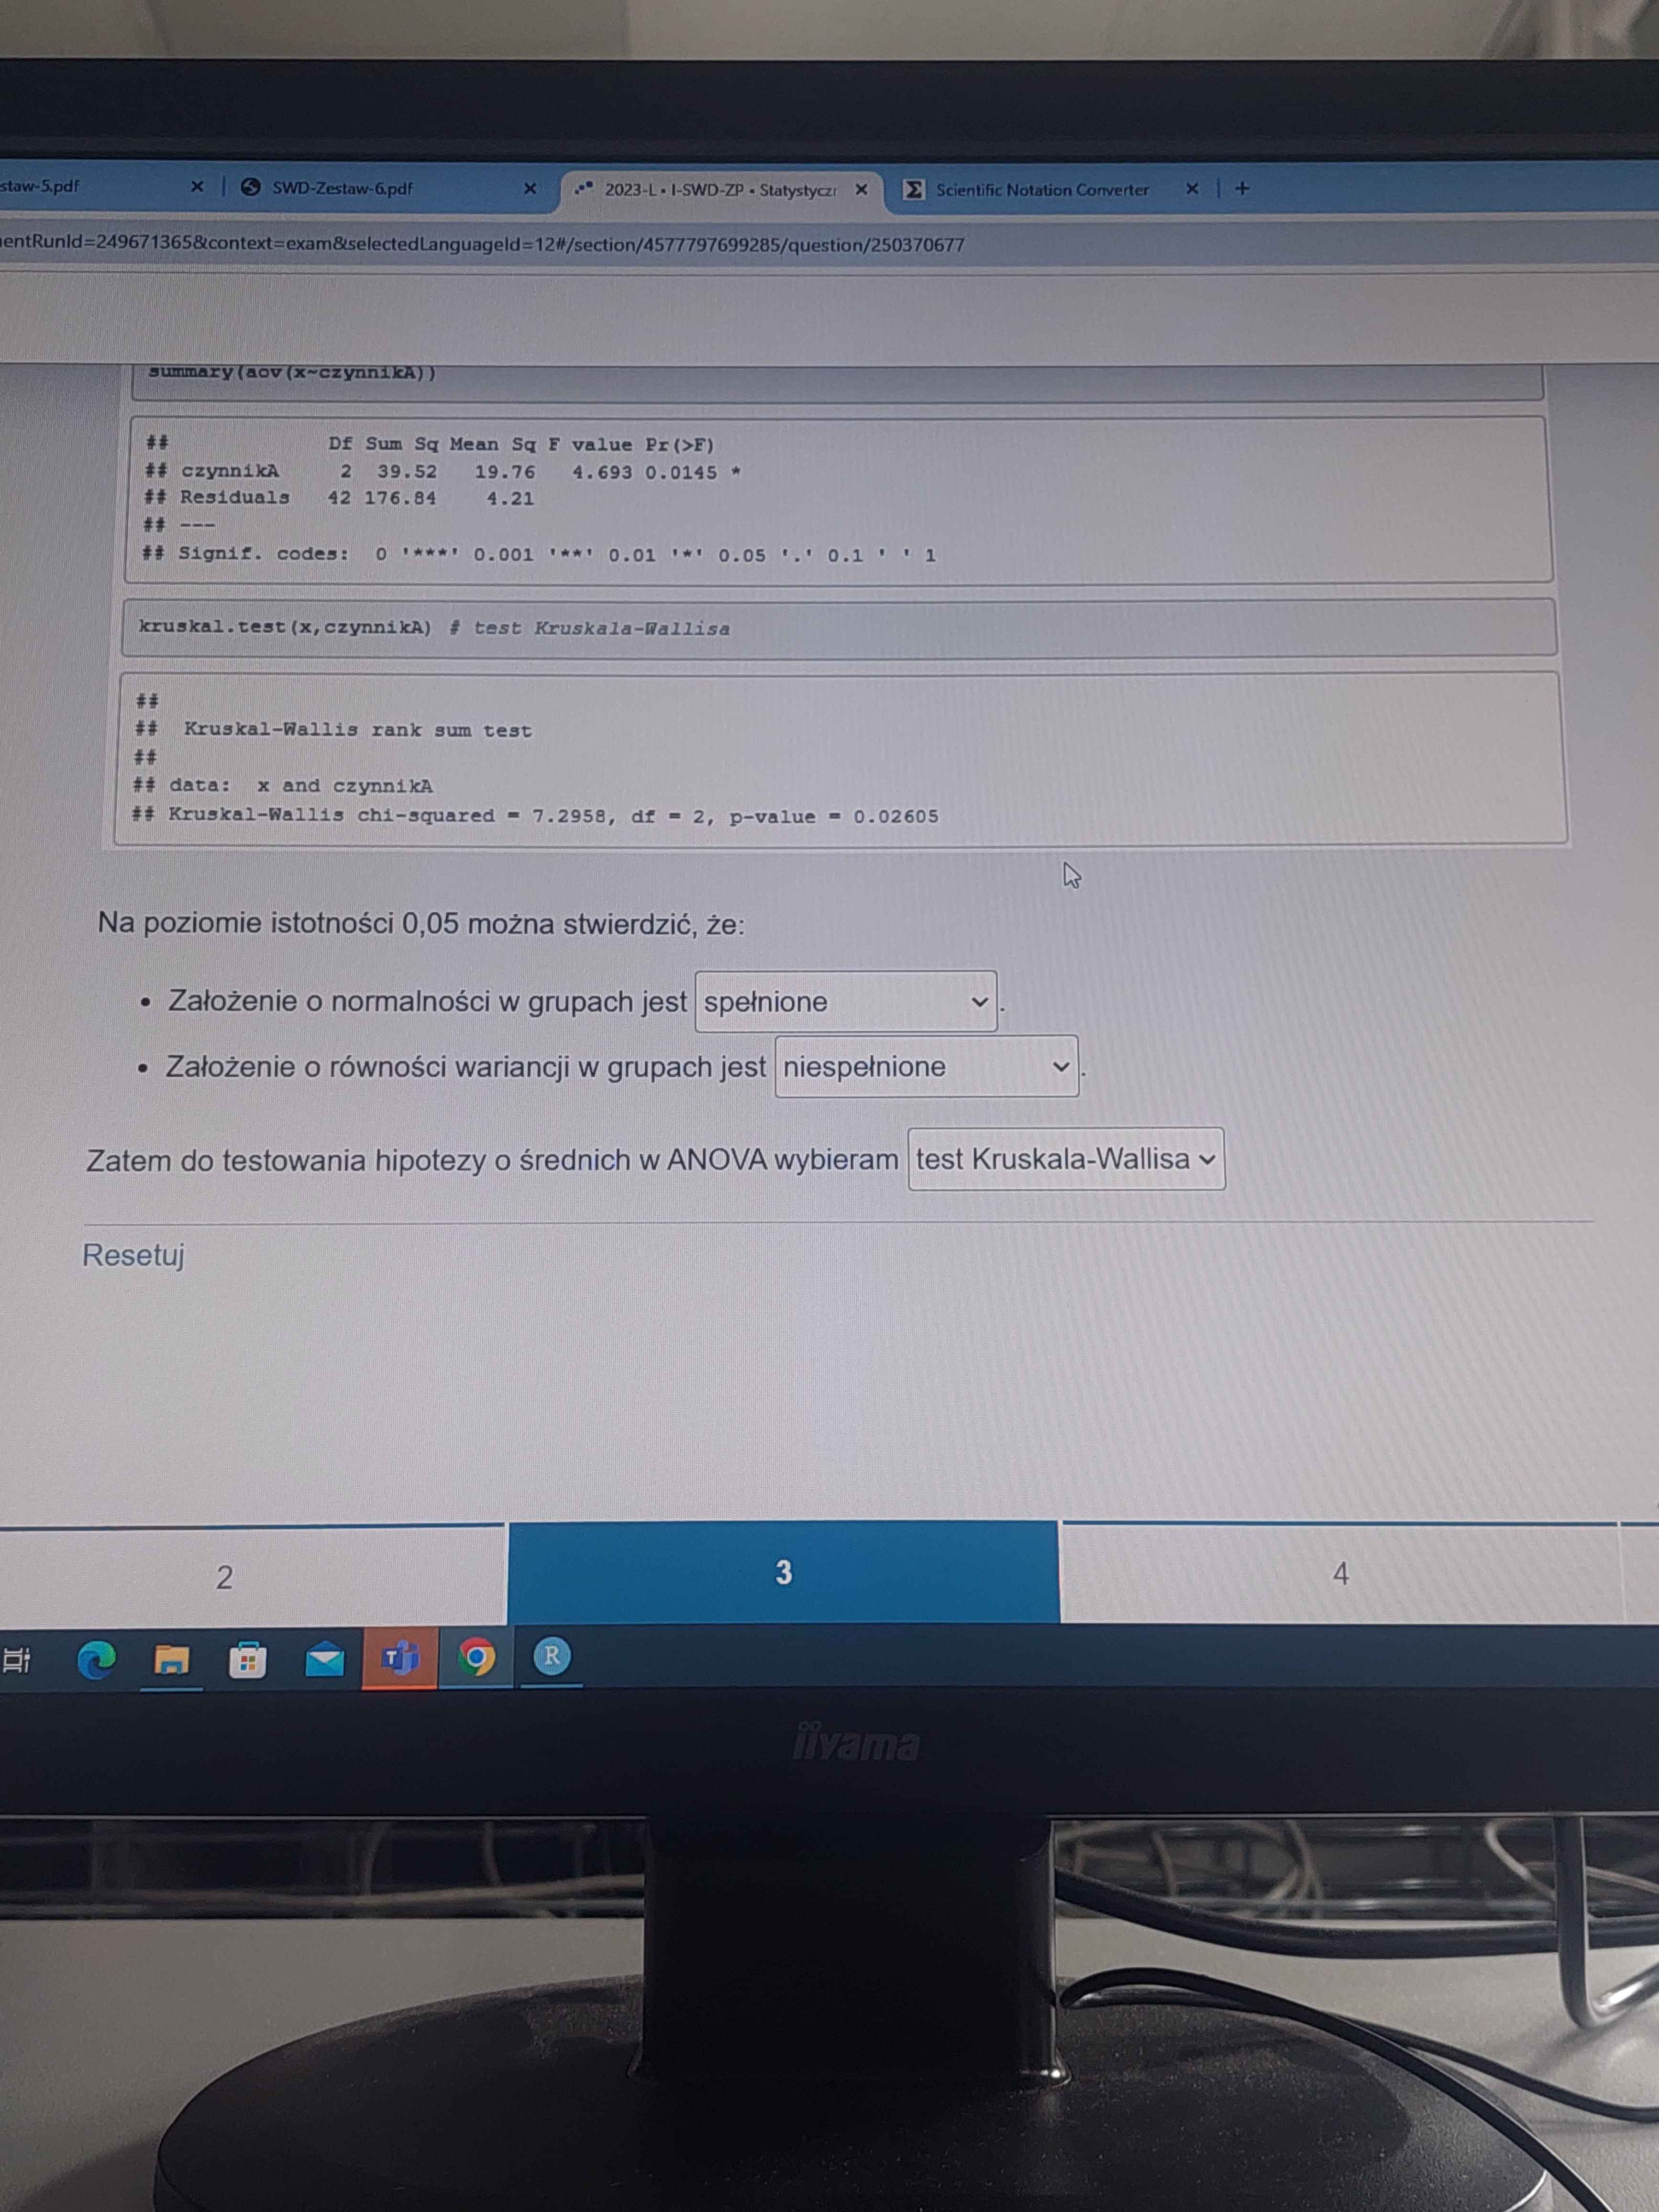 staw-5.pdf × SWD-Zestaw-6.pdf × 2023-L • I-SWD-ZP • Statystycz × Scientific Notation Converter × +
entRunId=249671365&context=exam&selectedLanguageId=12#/section/4577797699285/question/250370677
summary(aov(x~czynnikA))
## Df Sum Sq Mean Sq F value Pr(>F)
## czynnikA 2 39.52 19.76 4.693 0.0145 *
## Residuals 42 176.84 4.21
## ---
## Signif. codes: 0 '***' 0.001 '**' 0.01 '*' 0.05 '.' 0.1 ' ' 1
kruskal.test(x,czynnikA) # test Kruskala-Wallisa
##
## Kruskal-Wallis rank sum test
##
## data: x and czynnikA
## Kruskal-Wallis chi-squared = 7.2958, df = 2, p-value = 0.02605
Na poziomie istotności 0,05 można stwierdzić, że:
• Założenie o normalności w grupach jest spełnione .
• Założenie o równości wariancji w grupach jest niespełnione .
Zatem do testowania hipotezy o średnich w ANOVA wybieram test Kruskala-Wallisa
Resetuj
2 3 4
T R
iiyama